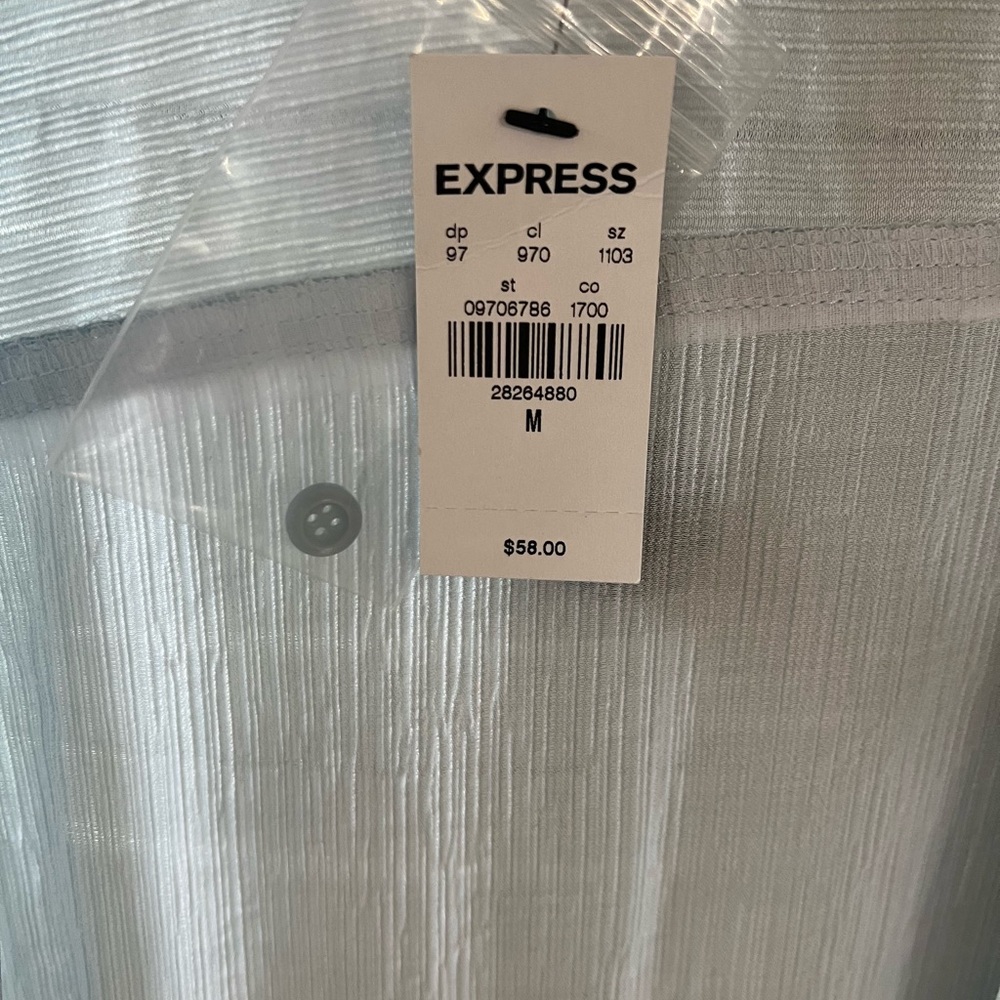 EXPRESS
dp cl sz
97 970 1103
st co
09706786 1700
28264880
M
$58.00